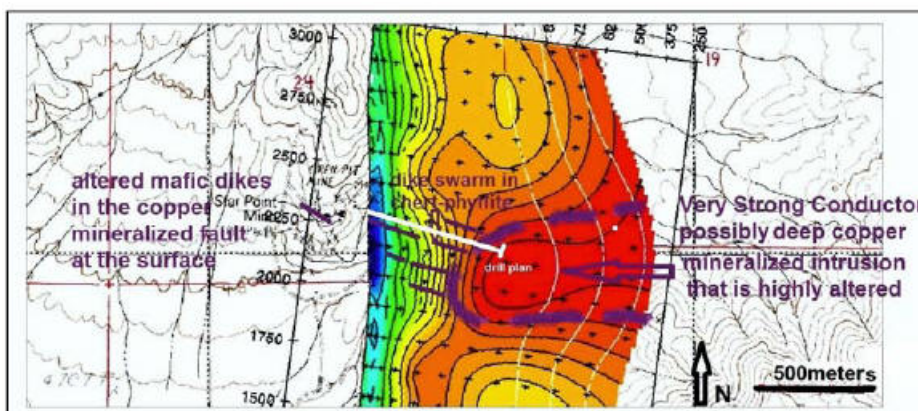 3000
24
19
2750
2500
altered mafic dikes
in the copper
mineralized fault
at the surface
Star Point
Mine
2250
2000
1750
1500
dike swarm in
chert-phyllite
drill plan
Very Strong Conductor
possibly deep copper
mineralized intrusion
that is highly altered
N
500meters